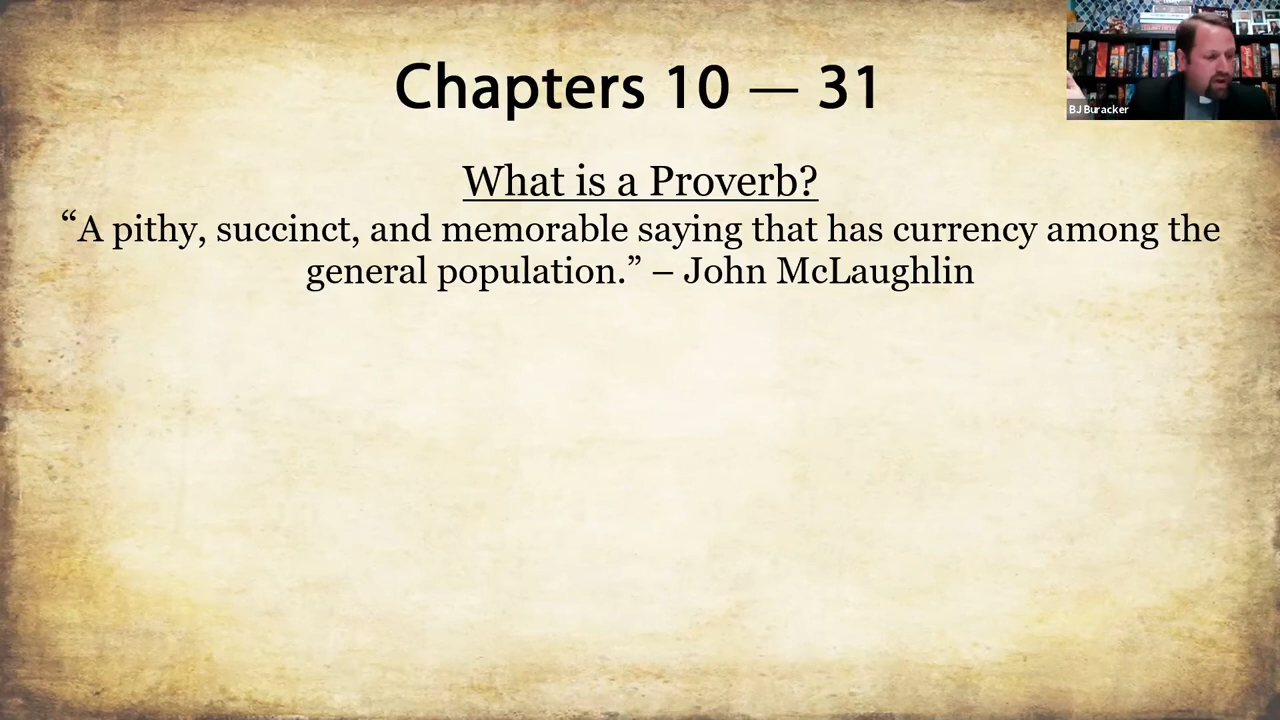 Chapters 10 — 31
BJ Buracker
What is a Proverb?
“A pithy, succinct, and memorable saying that has currency among the
general population.” – John McLaughlin